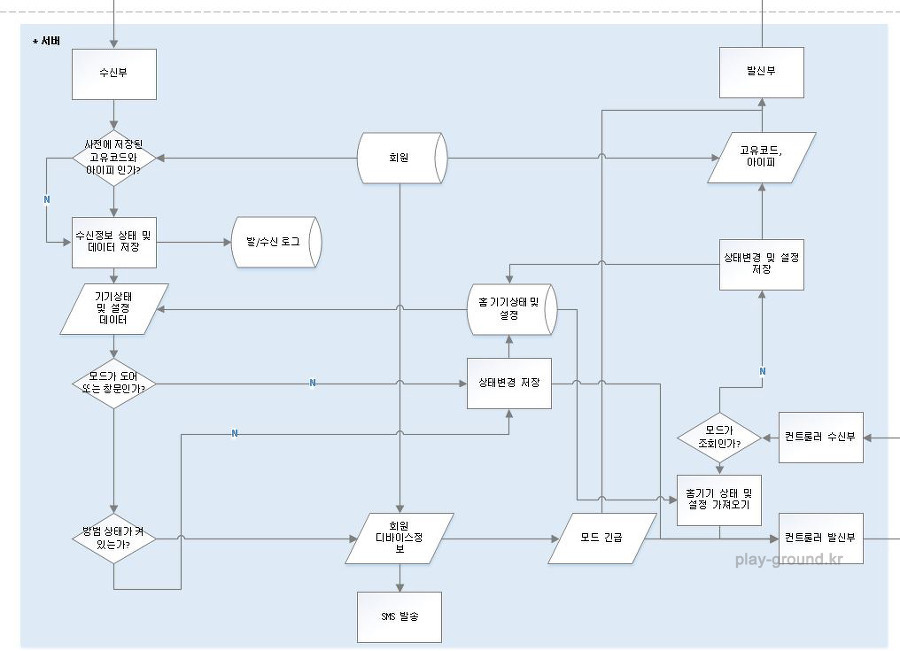 * 서버
수신부
발신부
사전에 저장된
고유코드와
아이피 인가?
회원
고유코드,
아이피
N
수신정보 상태 및
데이터 저장
발/수신 로그
상태변경 및 설정
저장
기기상태
및 설정
데이터
홈 기기상태 및
설정
모드가 도어
또는 창문인가?
N
상태변경 저장
N
N
모드가
조회인가?
컨트롤러 수신부
홈기기 상태 및
설정 가져오기
방범 상태가 켜
있는가?
회원
디바이스정
보
모드 긴급
컨트롤러 발신부
play-ground.kr
SMS 발송